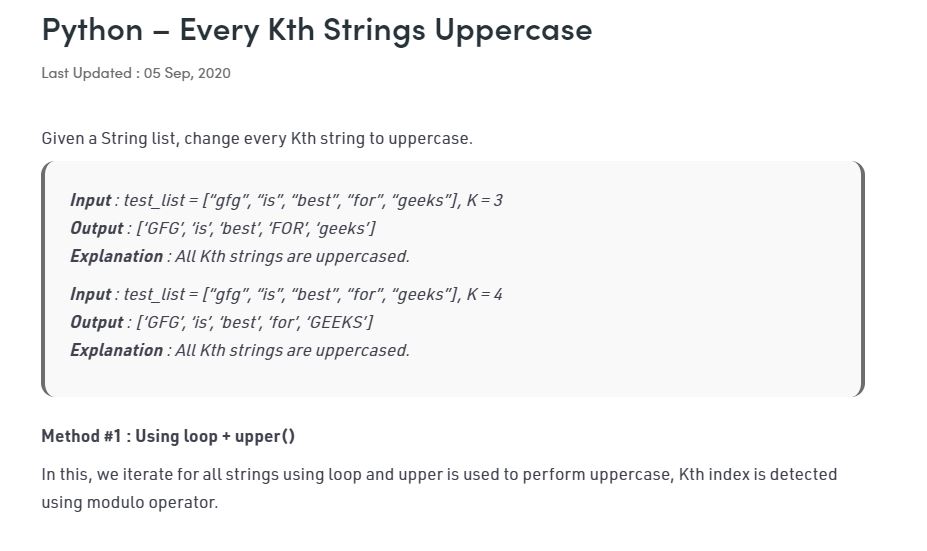 Python – Every Kth Strings Uppercase
Last Updated : 05 Sep, 2020
Given a String list, change every Kth string to uppercase.
Input : test_list = [“gfg”, “is”, “best”, “for”, “geeks”], K = 3
Output : [‘GFG’, ‘is’, ‘best’, ‘FOR’, ‘geeks’]
Explanation : All Kth strings are uppercased.
Input : test_list = [“gfg”, “is”, “best”, “for”, “geeks”], K = 4
Output : [‘GFG’, ‘is’, ‘best’, ‘for’, ‘GEEKS’]
Explanation : All Kth strings are uppercased.
Method #1 : Using loop + upper()
In this, we iterate for all strings using loop and upper is used to perform uppercase, Kth index is detected
using modulo operator.